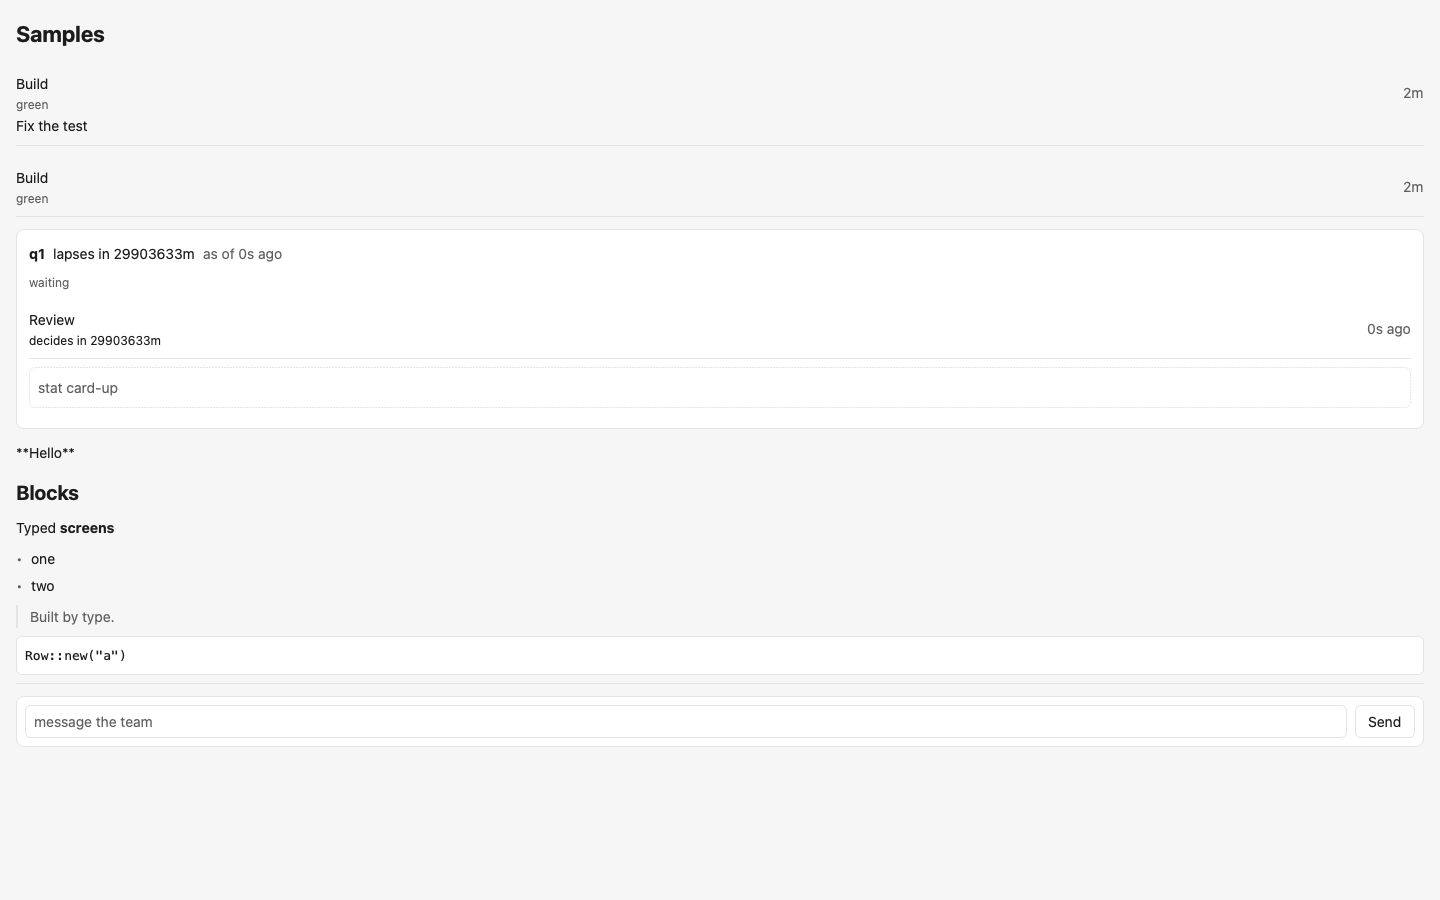 Samples
Build
green
2m
Fix the test
Build
green
2m
q1 lapses in 29903633m as of 0s ago
waiting
Review
decides in 29903633m
0s ago
stat card-up
**Hello**
Blocks
Typed screens
• one
• two
Built by type.
Row::new("a")
message the team
Send